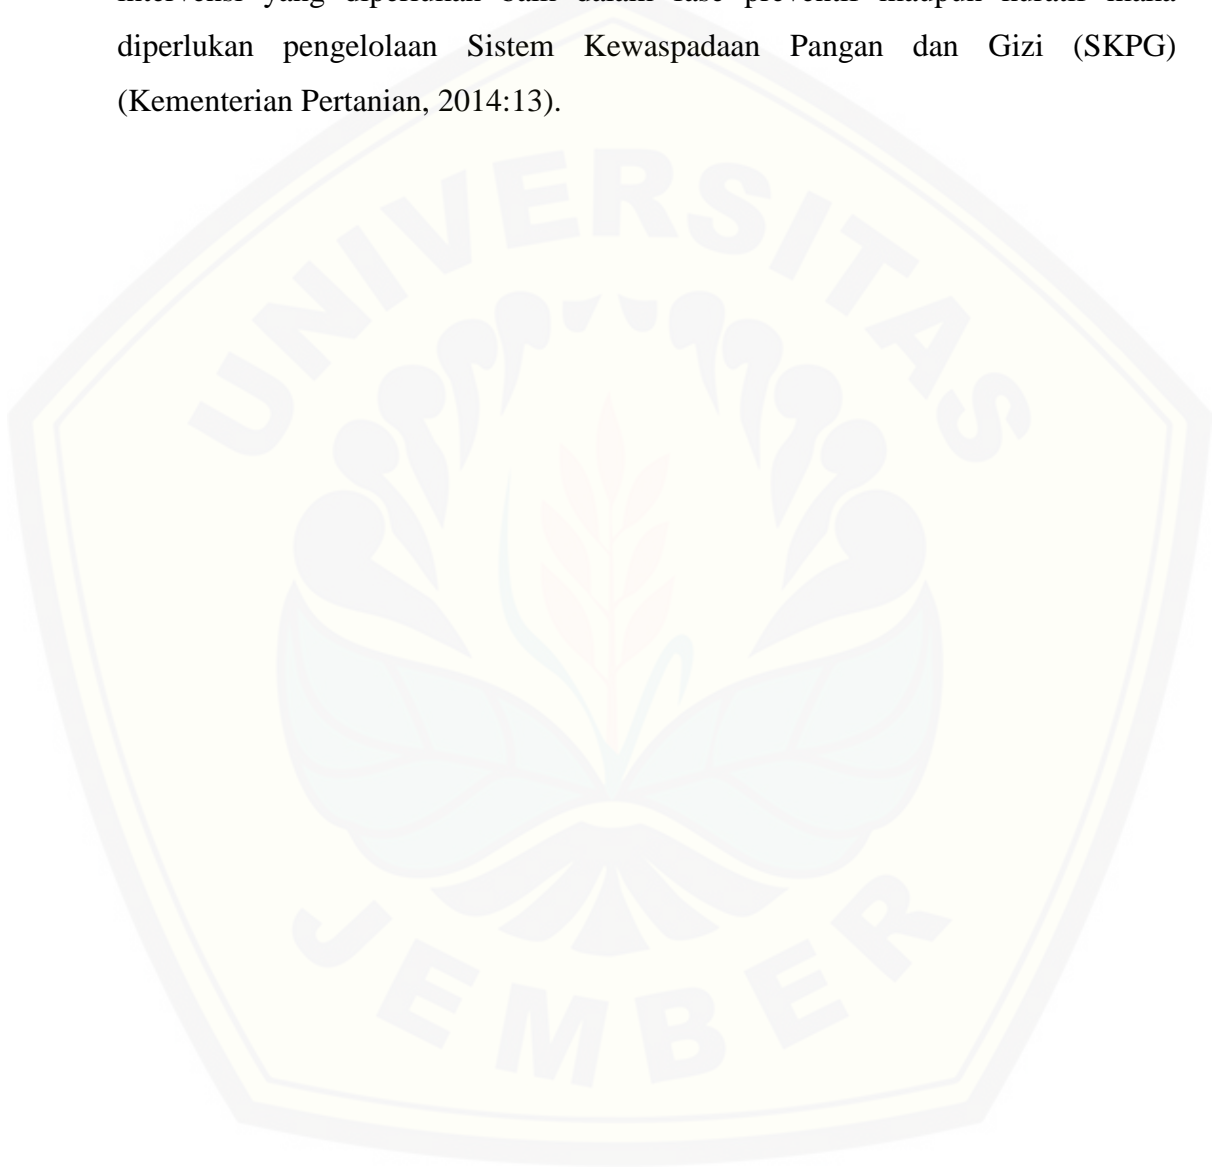 intervensi yang diperlukan baik dalam fase preventif maupun kuratif maka
diperlukan pengelolaan Sistem Kewaspadaan Pangan dan Gizi (SKPG)
(Kementerian Pertanian, 2014:13).
UNIVERSITAS
JEMBER